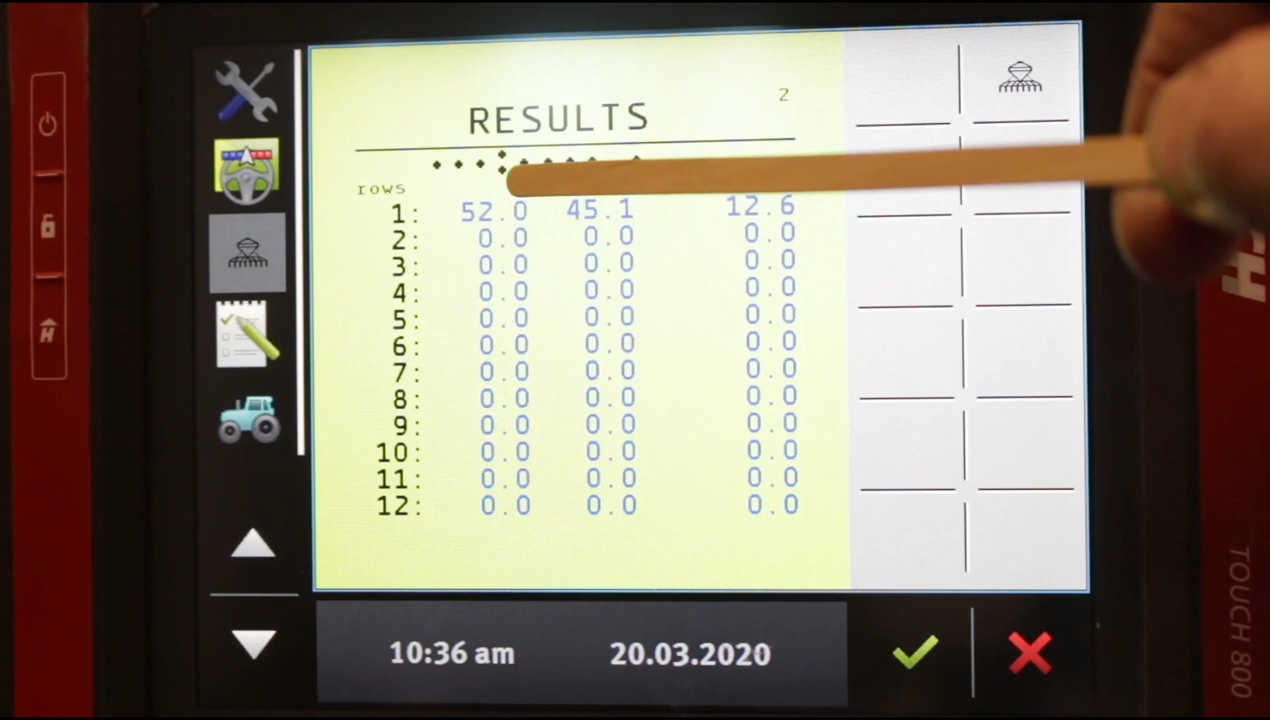 2
RESULTS
rows
1: 52.0 45.1 12.6
2: 0.0 0.0 0.0
3: 0.0 0.0 0.0
4: 0.0 0.0 0.0
5: 0.0 0.0 0.0
6: 0.0 0.0 0.0
7: 0.0 0.0 0.0
8: 0.0 0.0 0.0
9: 0.0 0.0 0.0
10: 0.0 0.0 0.0
11: 0.0 0.0 0.0
12: 0.0 0.0 0.0
10:36 am 20.03.2020
H
CH
TOUCH 800